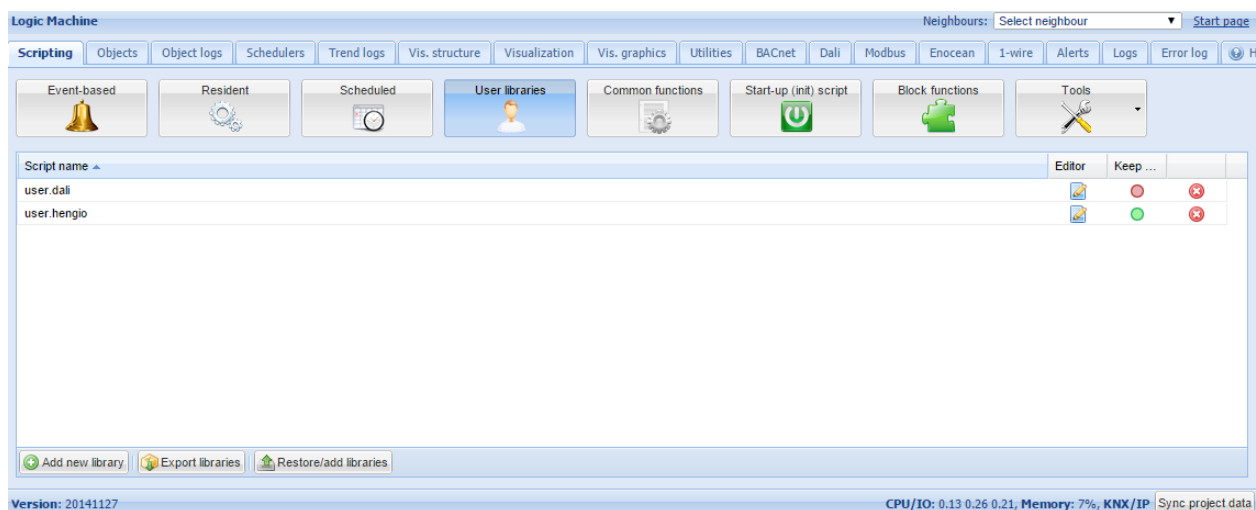 Logic Machine Neighbours: Select neighbour Start page
Scripting Objects Object logs Schedulers Trend logs Vis. structure Visualization Vis. graphics Utilities BACnet Dali Modbus Enocean 1-wire Alerts Logs Error log H
Event-based Resident Scheduled User libraries Common functions Start-up (init) script Block functions Tools
Script name Editor Keep ...
user.dali
user.hengio
Add new library Export libraries Restore/add libraries
Version: 20141127 CPU/IO: 0.13 0.26 0.21, Memory: 7%, KNX/IP Sync project data